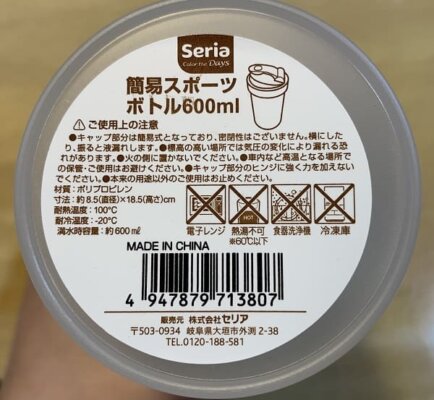 Seria
Color the Days
簡易スポーツ
ボトル600ml
⚠ご使用上の注意
●キャップ部分は簡易式となっており、密閉性はございません。横にした
り、振ると液漏れします。●標高の高い場所では気圧の変化により漏れる恐
れがあります。●火の側に置かないでください。●車内など高温となる場所で
の保管・ご使用はお避けください。●キャップ部分のヒンジに強く力を加えない
でください。●本来の用途以外のご使用はお止めください。
材質:ポリプロピレン
寸法:約8.5(直径)×18.5(高さ)cm
耐熱温度:100℃
耐冷温度:-20℃
満水時容量:約600㎖
HOT
電子レンジ 熱湯不可 食器洗浄機 冷凍庫
※60℃以下
MADE IN CHINA
4 947879 713807
販売元 株式会社セリア
〒503-0934 岐阜県大垣市外渕2-38
TEL.0120-188-581